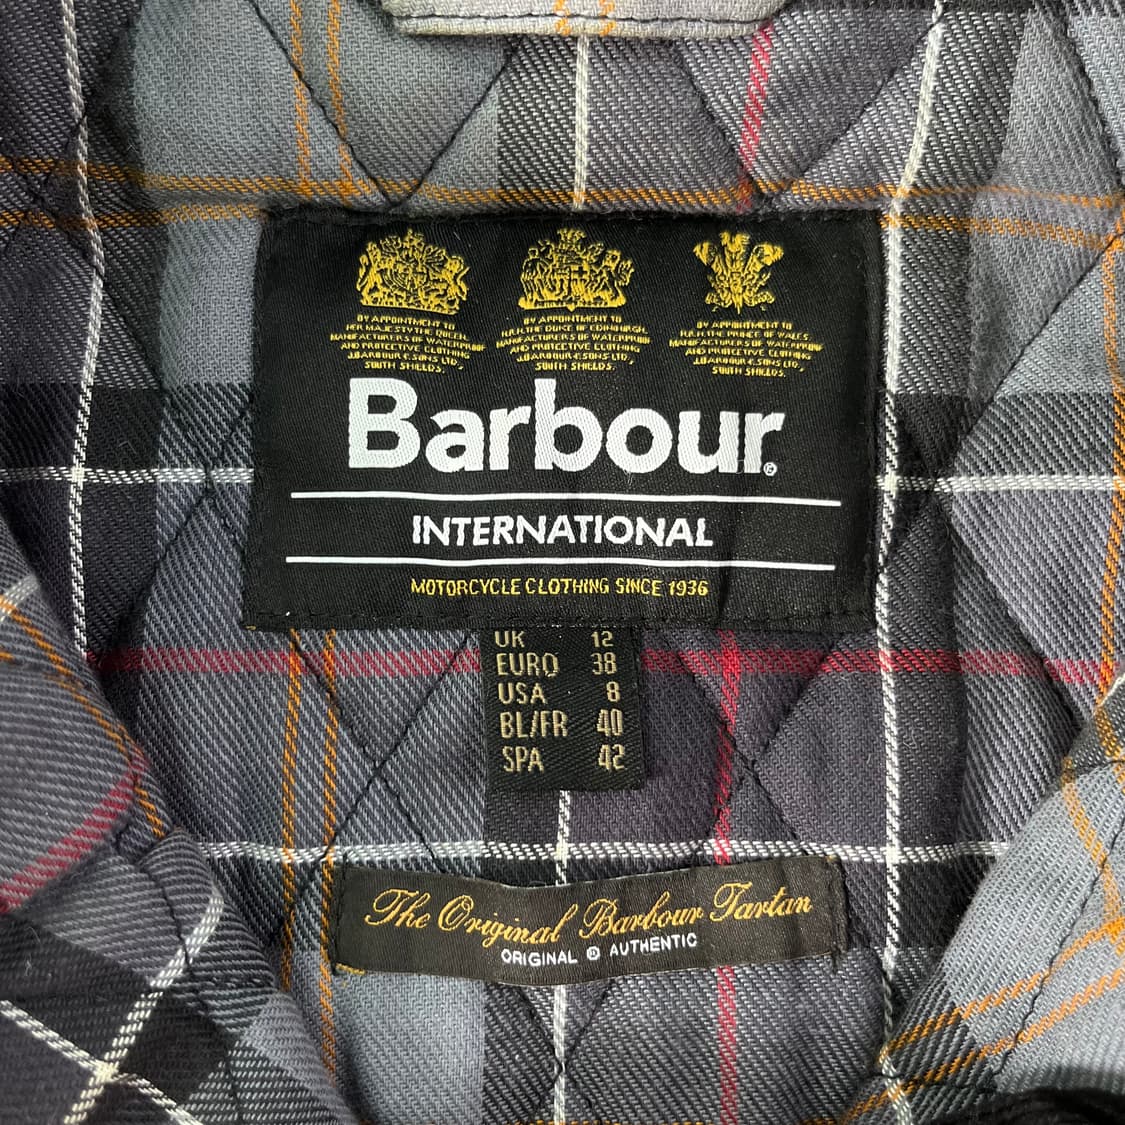 BY APPOINTMENT TO
HER MAJESTY THE QUEEN.
MANUFACTURERS OF WATERPROOF
AND PROTECTIVE CLOTHING
J.BARBOUR & SONS LTD,
SOUTH SHIELDS.
BY APPOINTMENT TO
H.R.H. THE DUKE OF EDINBURGH.
MANUFACTURERS OF WATERPROOF
AND PROTECTIVE CLOTHING
J.BARBOUR & SONS LTD,
SOUTH SHIELDS.
BY APPOINTMENT TO
H.R.H. THE PRINCE OF WALES.
MANUFACTURERS OF WATERPROOF
AND PROTECTIVE CLOTHING
J.BARBOUR & SONS LTD,
SOUTH SHIELDS.
Barbour®
INTERNATIONAL
MOTORCYCLE CLOTHING SINCE 1936
UK 12
EURO 38
USA 8
BL/FR 40
SPA 42
The Original Barbour Tartan
ORIGINAL ® AUTHENTIC